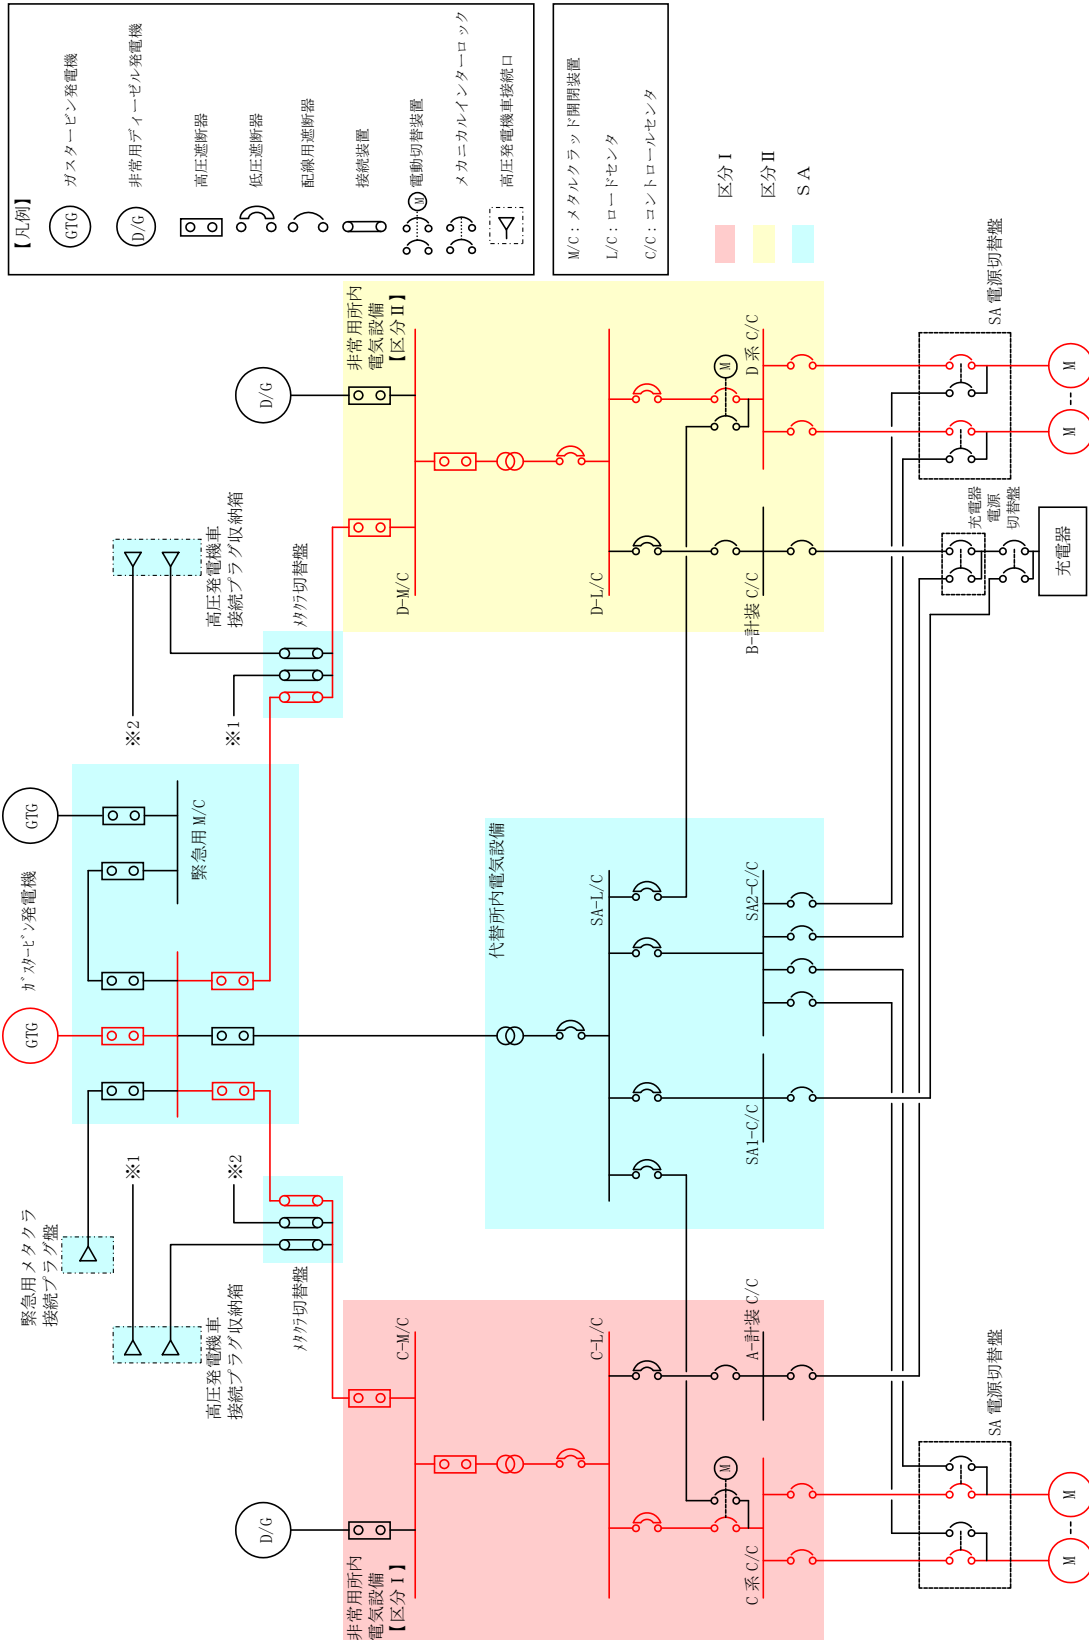 【凡例】
GTG
ガスタービン発電機
D/G
非常用ディーゼル発電機
高圧遮断器
低圧遮断器
配線用遮断器
接続装置
M
電動切替装置
メカニカルインターロック
高圧発電機車接続口
M/C：メタルクラッド開閉装置
L/C：ロードセンタ
C/C：コントロールセンタ
区分Ⅰ
区分Ⅱ
ＳＡ
緊急用メタクラ
接続プラグ盤
ｶﾞｽﾀｰﾋﾞﾝ発電機
GTG
GTG
緊急用 M/C
※1
※2
※2
※1
高圧発電機車
接続プラグ収納箱
高圧発電機車
接続プラグ収納箱
ﾒﾀｸﾗ切替盤
ﾒﾀｸﾗ切替盤
D/G
D/G
非常用所内
電気設備
【区分Ⅰ】
非常用所内
電気設備
【区分Ⅱ】
C-M/C
D-M/C
代替所内電気設備
C-L/C
SA-L/C
D-L/C
M
M
C 系 C/C
A-計装 C/C
SA1-C/C
SA2-C/C
B-計装 C/C
D 系 C/C
SA 電源切替盤
SA 電源切替盤
充電器
電源
切替盤
充電器
M
M
M
M